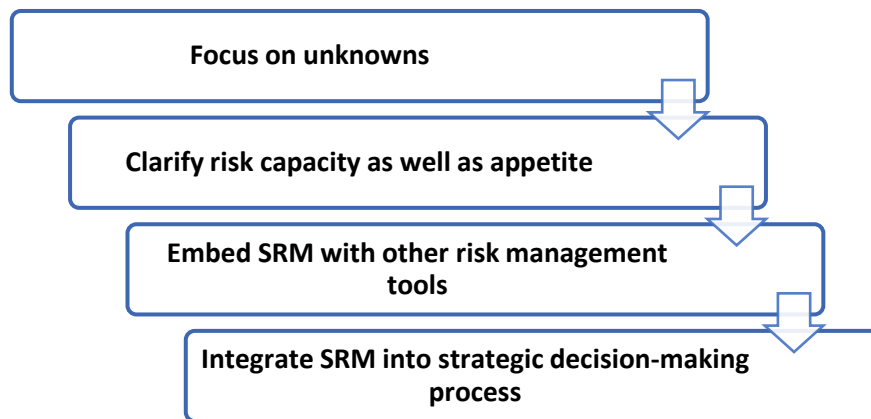 Focus on unknowns
Clarify risk capacity as well as appetite
Embed SRM with other risk management
tools
Integrate SRM into strategic decision-making
process